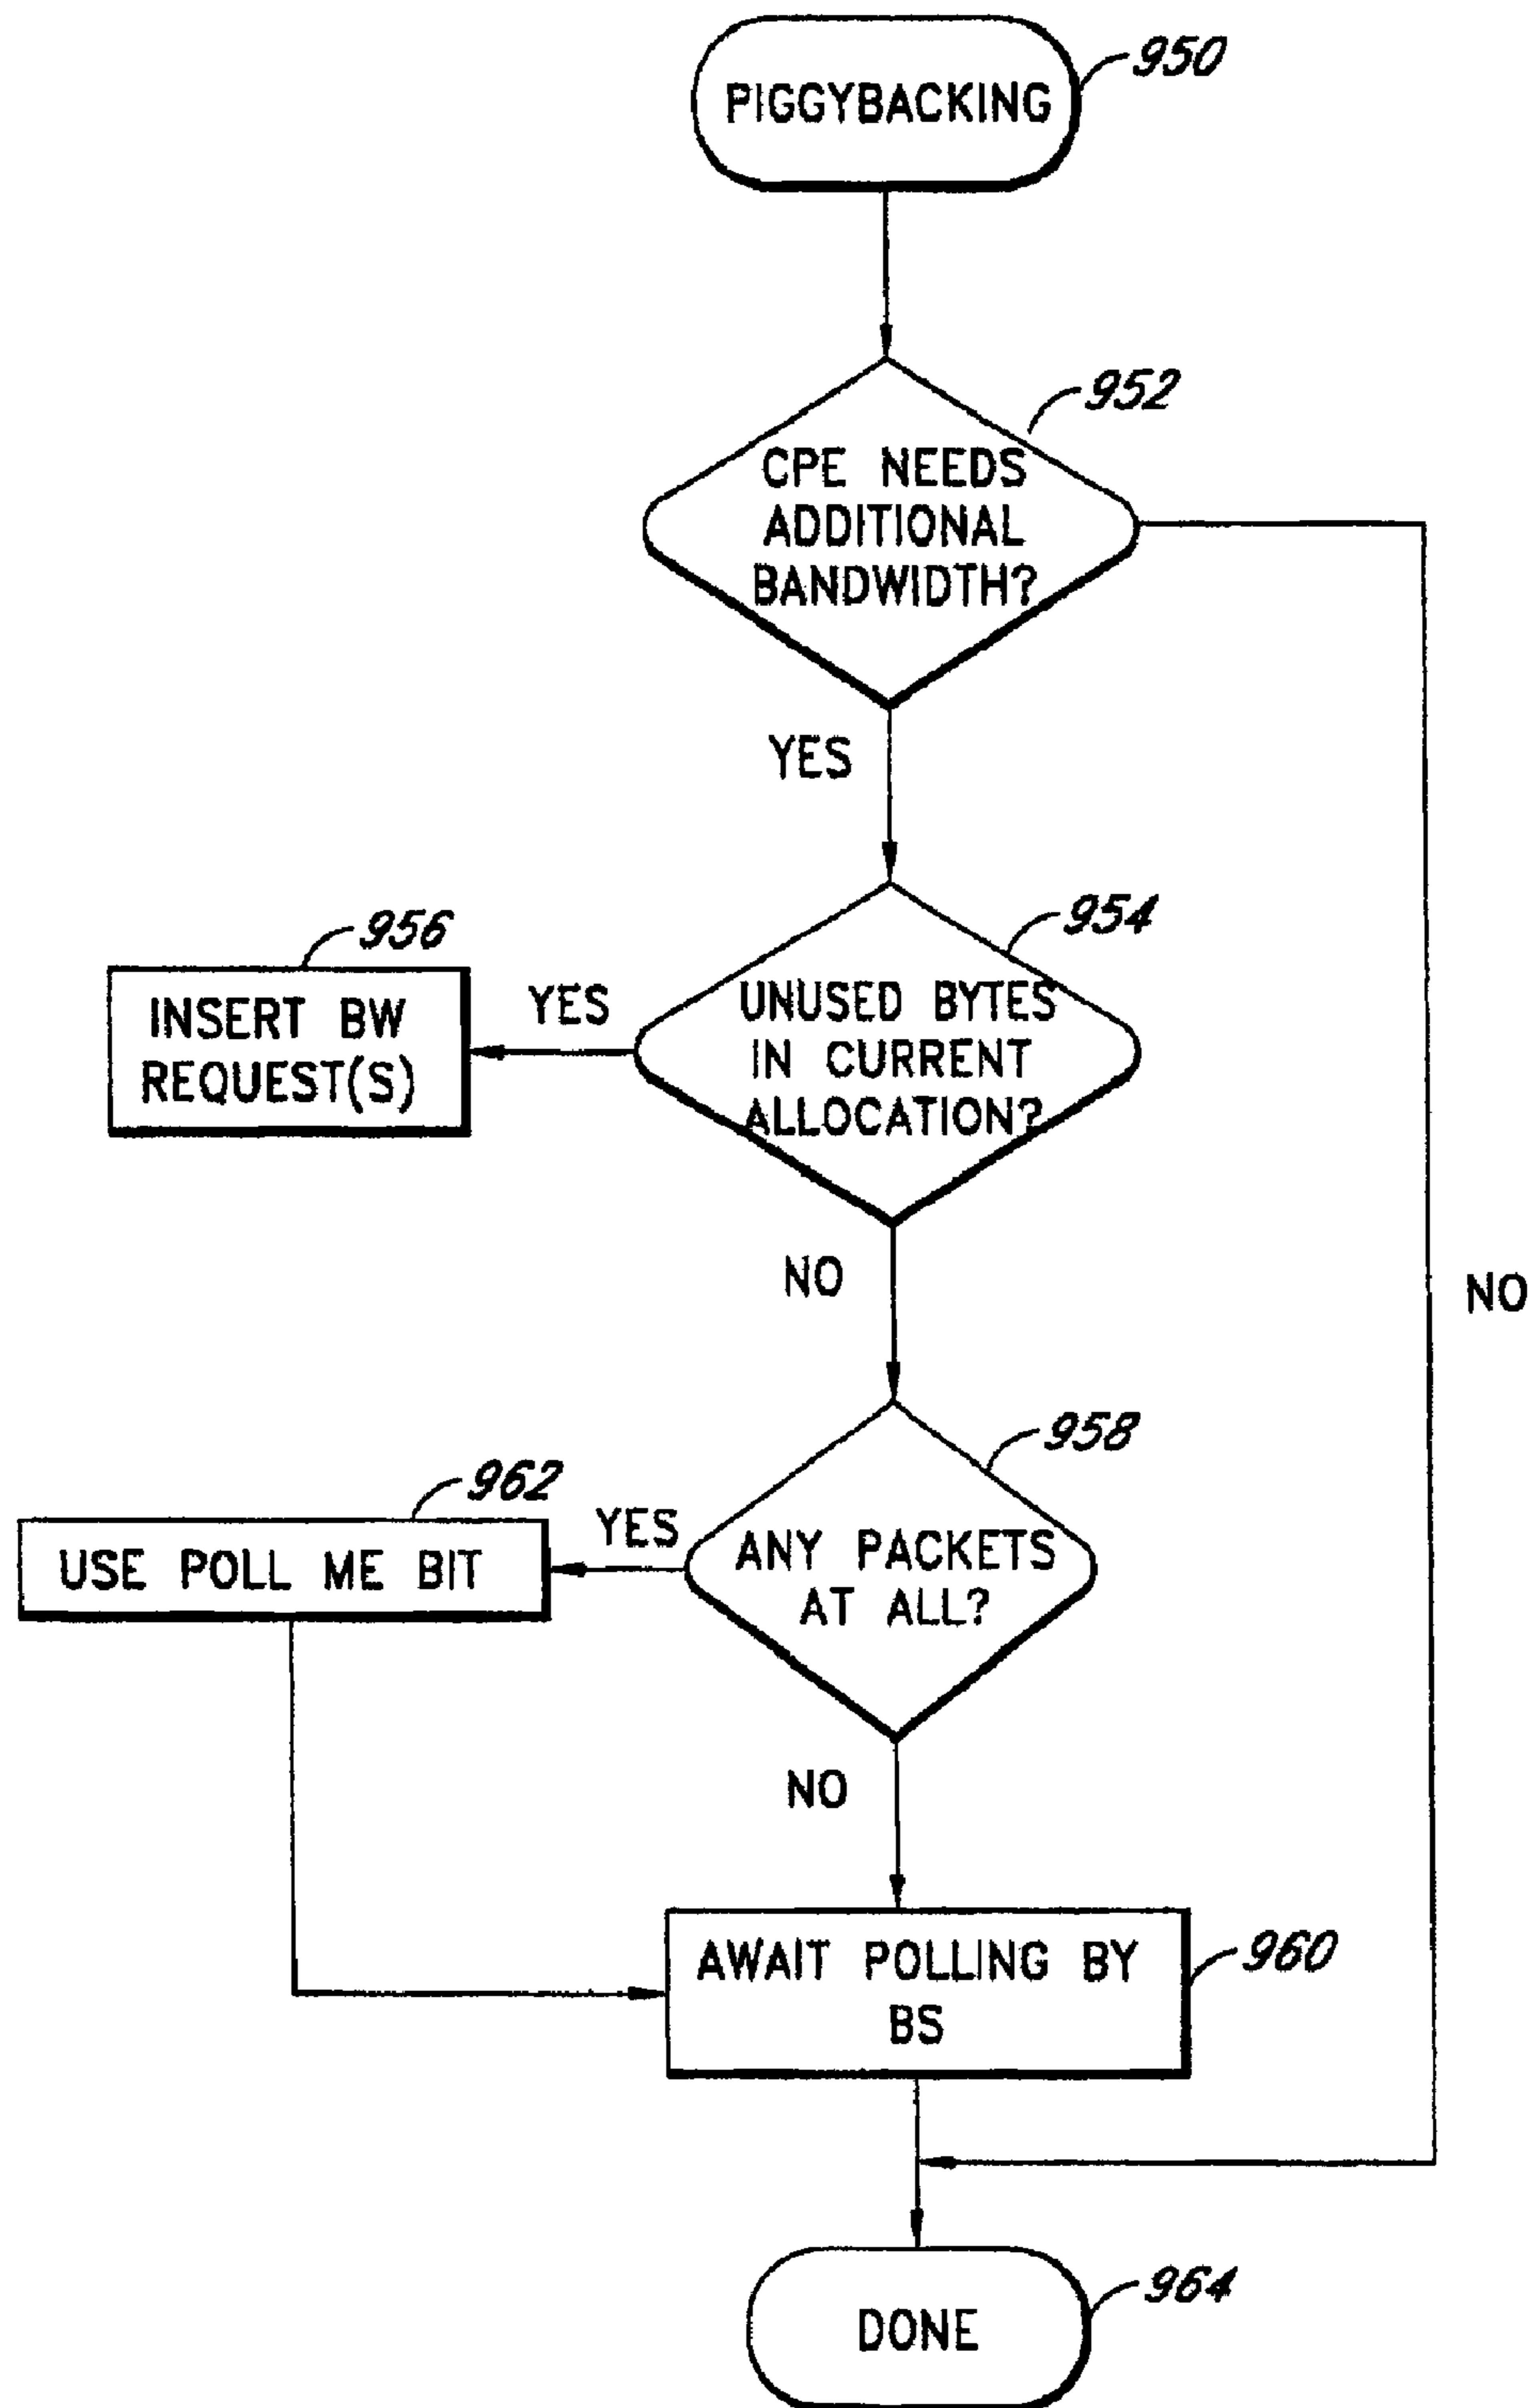 950
PIGGYBACKING
952
CPE NEEDS
ADDITIONAL
BANDWIDTH?
YES
954
956
UNUSED BYTES
IN CURRENT
ALLOCATION?
YES
INSERT BW
REQUEST(S)
NO
NO
958
962
ANY PACKETS
AT ALL?
YES
USE POLL ME BIT
NO
AWAIT POLLING BY
BS
960
964
DONE